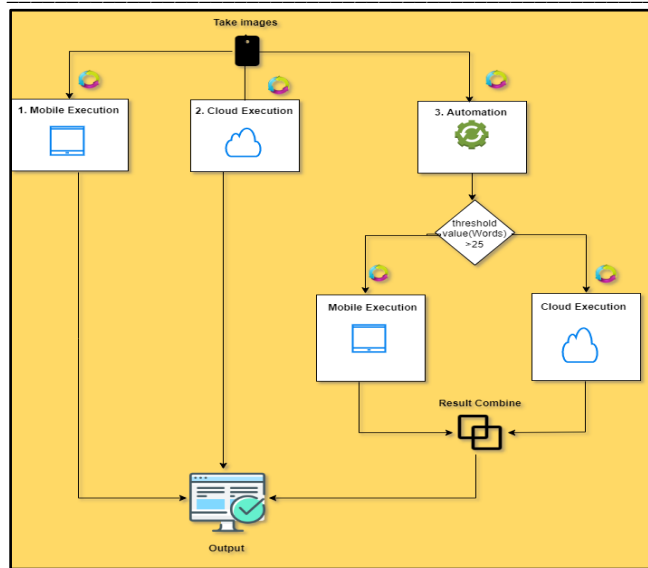 Take images
1. Mobile Execution
2. Cloud Execution
3. Automation
threshold
value(Words)
>25
Mobile Execution
Cloud Execution
Result Combine
Output